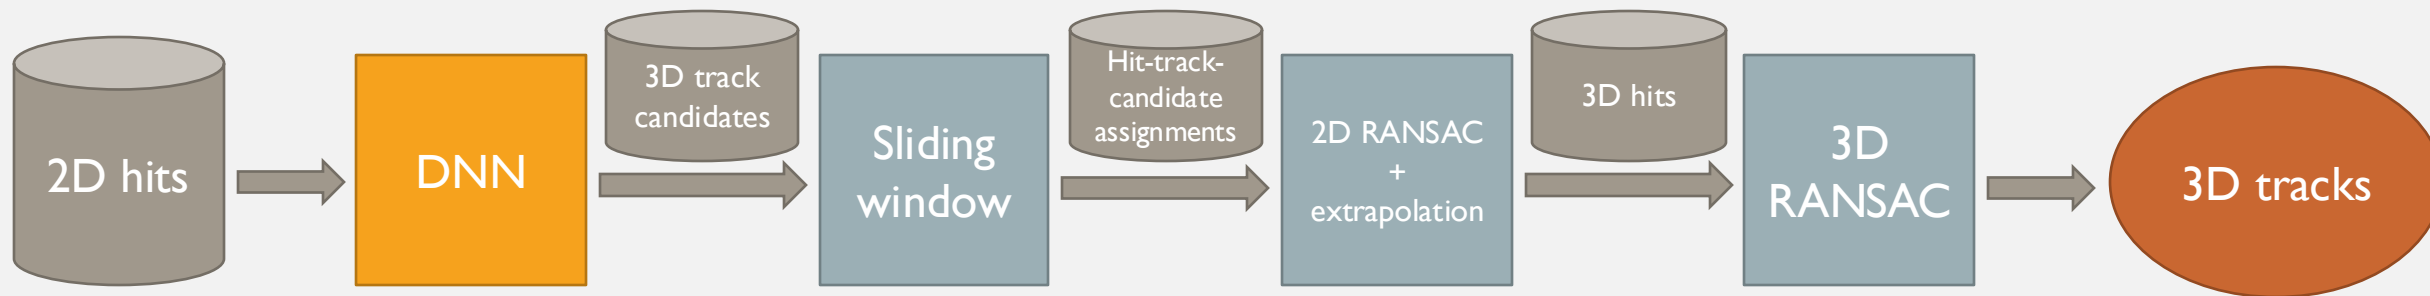 2D hits
DNN
3D track
candidates
Sliding
window
Hit-track-
candidate
assignments
2D RANSAC
+
extrapolation
3D hits
3D
RANSAC
3D tracks